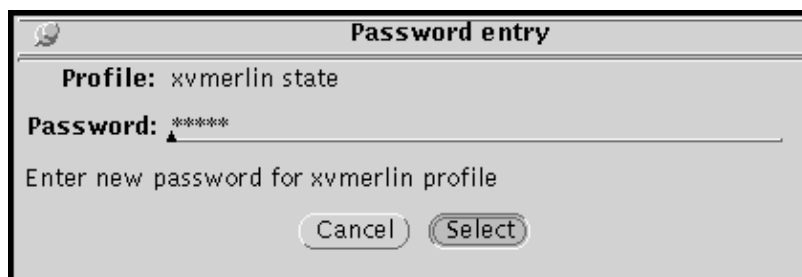 Password entry
Profile: xvmerlin state
Password: *****
Enter new password for xvmerlin profile
Cancel Select